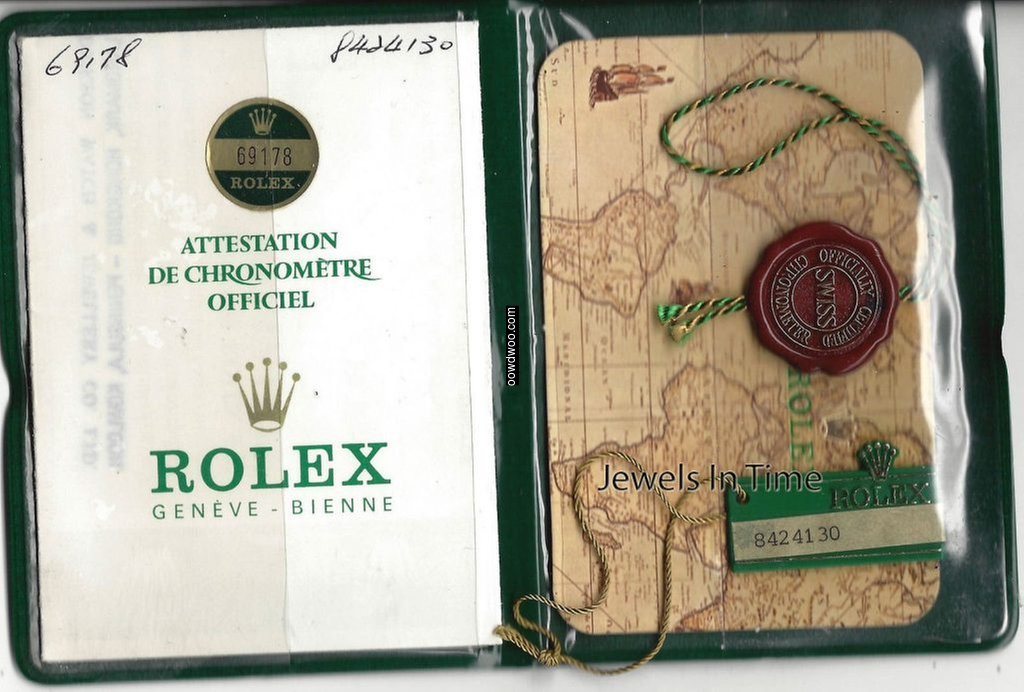 69178
8424130
69178
ROLEX
ATTESTATION
DE CHRONOMÈTRE
OFFICIEL
ROLEX
GENÈVE - BIENNE
oowdwoo.com
OFFICIALLY CERTIFIED
SWISS
CHRONOMETER
ROLE
Jewels In Time
ROLEX
8424130